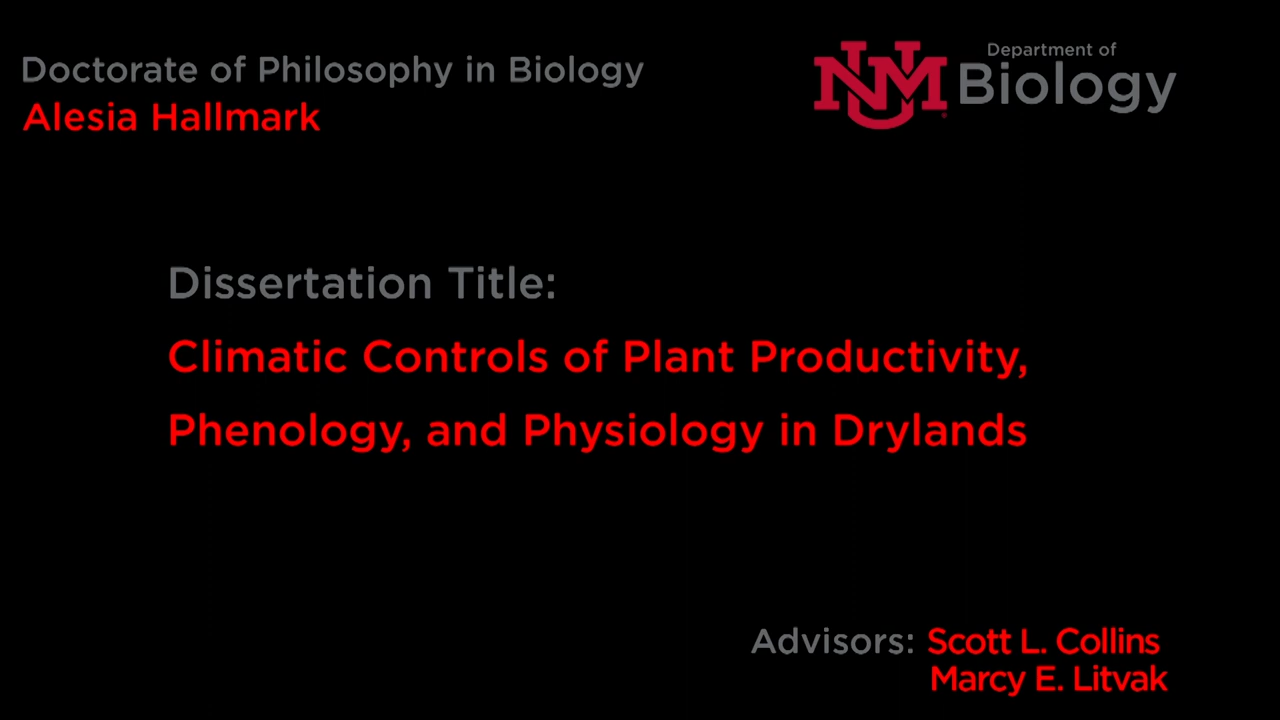 Doctorate of Philosophy in Biology
Alesia Hallmark
UNM
Department of
Biology
Dissertation Title:
Climatic Controls of Plant Productivity,
Phenology, and Physiology in Drylands
Advisors: Scott L. Collins
Marcy E. Litvak